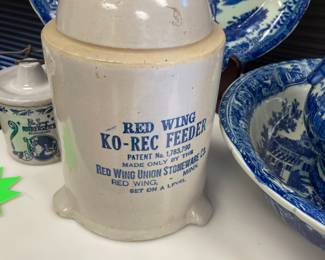 RED WING
KO-REC FEEDER
PATENT No. 1,783,790
MADE ONLY BY THE
RED WING UNION STONEWARE CO.
RED WING, - MINN.
SET ON A LEVEL